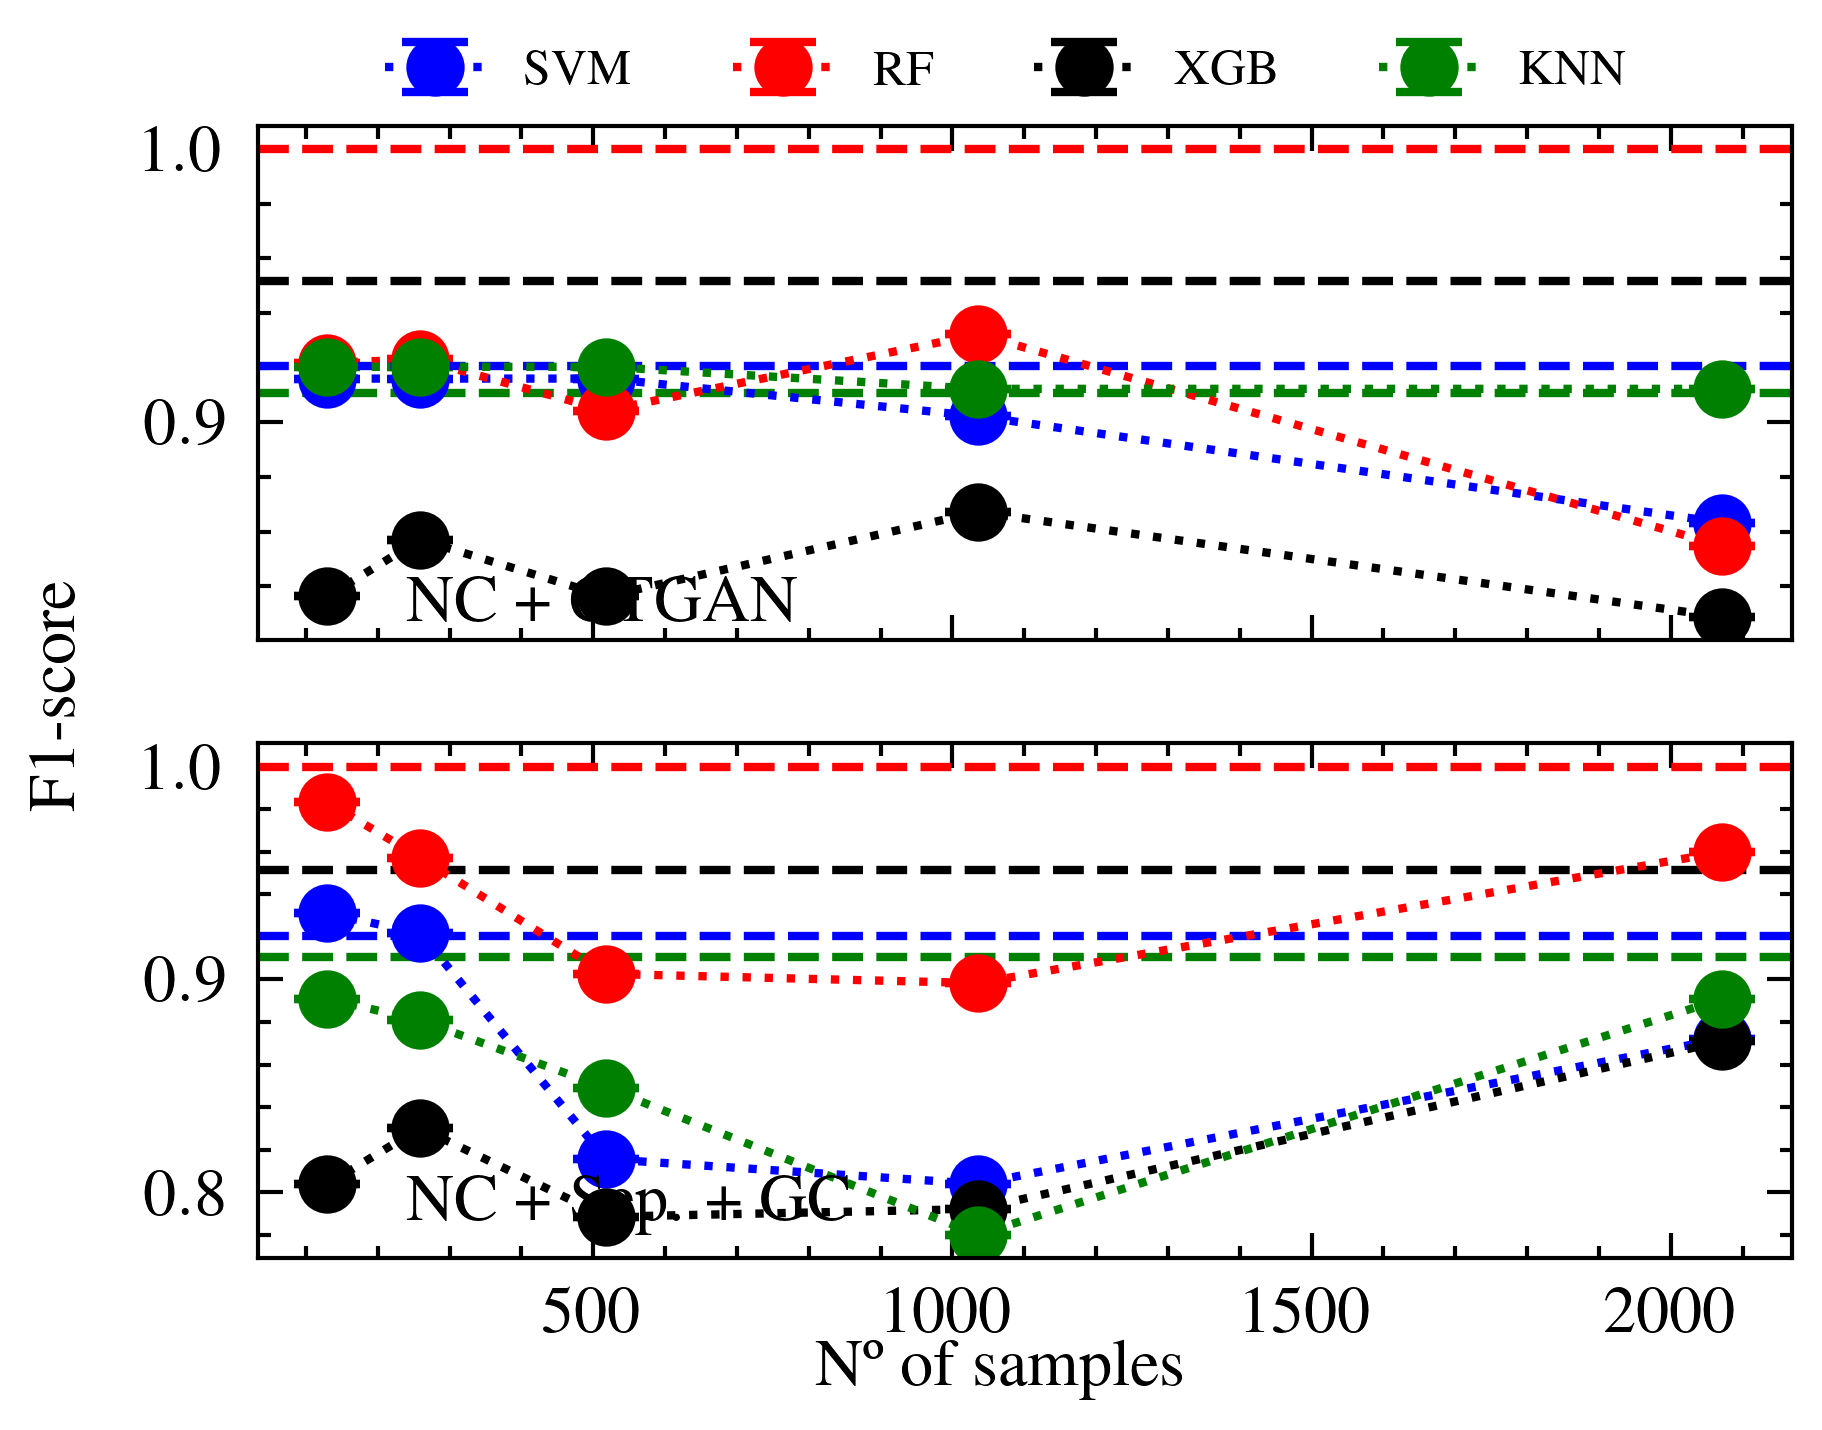 SVM RF XGB KNN
1.0
0.9
NC + CTGAN
F1-score
1.0
0.9
0.8
NC + Sep. + GC
500 1000 1500 2000
Nº of samples